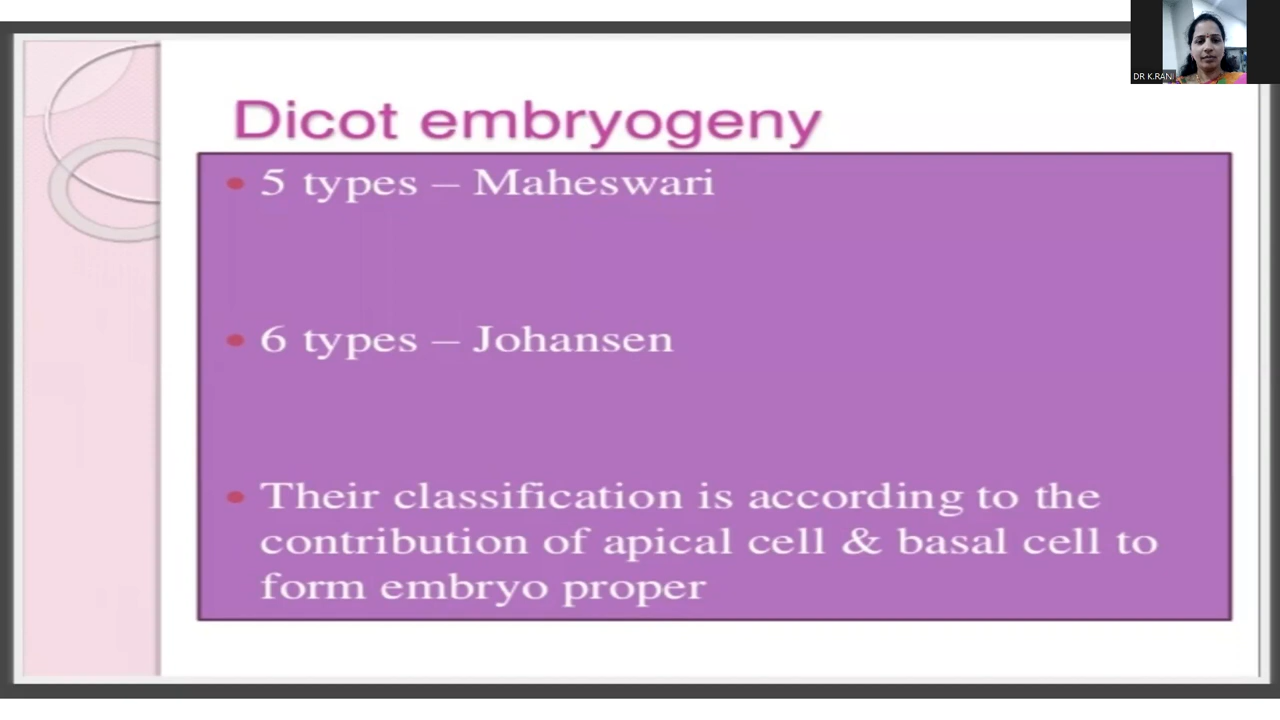 DR K.RANI
Dicot embryogeny
5 types – Maheswari
6 types – Johansen
Their classification is according to the
contribution of apical cell & basal cell to
form embryo proper